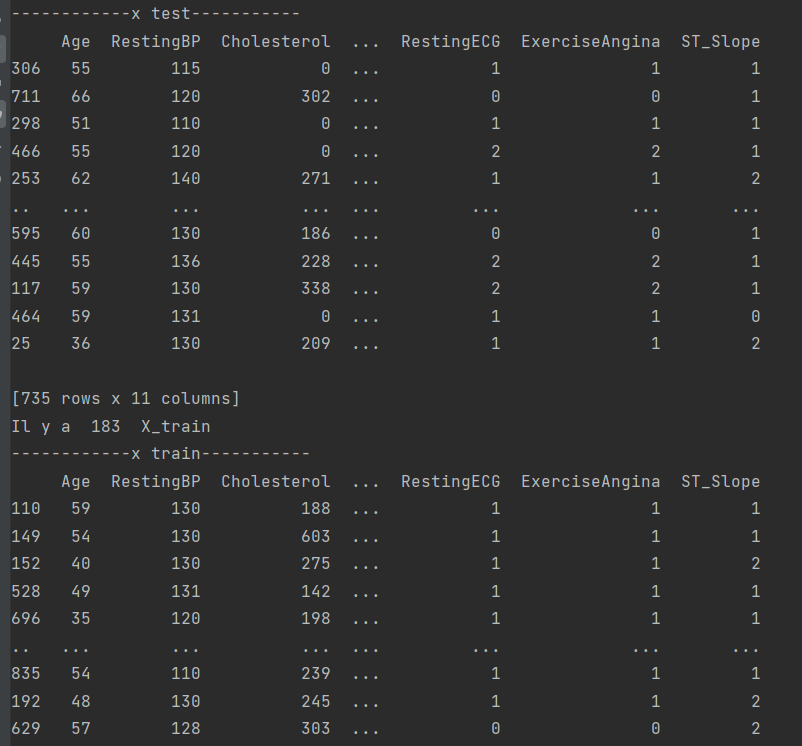 ------------x test-----------
     Age  RestingBP  Cholesterol  ...  RestingECG  ExerciseAngina  ST_Slope
306   55        115            0  ...           1               1         1
711   66        120          302  ...           0               0         1
298   51        110            0  ...           1               1         1
466   55        120            0  ...           2               2         1
253   62        140          271  ...           1               1         2
..   ...        ...          ...  ...         ...             ...       ...
595   60        130          186  ...           0               0         1
445   55        136          228  ...           2               2         1
117   59        130          338  ...           2               2         1
464   59        131            0  ...           1               1         0
25    36        130          209  ...           1               1         2
[735 rows x 11 columns]
Il y a  183  X_train
------------x train-----------
     Age  RestingBP  Cholesterol  ...  RestingECG  ExerciseAngina  ST_Slope
110   59        130          188  ...           1               1         1
149   54        130          603  ...           1               1         1
152   40        130          275  ...           1               1         2
528   49        131          142  ...           1               1         1
696   35        120          198  ...           1               1         1
..   ...        ...          ...  ...         ...             ...       ...
835   54        110          239  ...           1               1         1
192   48        130          245  ...           1               1         2
629   57        128          303  ...           0               0         2